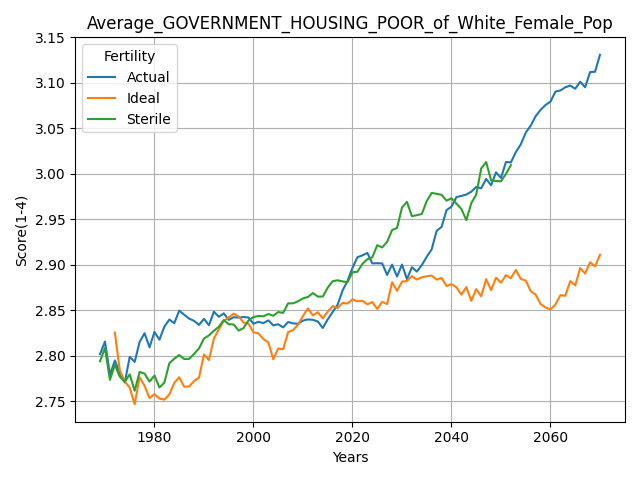 Average_GOVERNMENT_HOUSING_POOR_of_White_Female_Pop
3.15
3.10
3.05
3.00
2.95
2.90
2.85
2.80
2.75
Score(1-4)
Fertility
Actual
Ideal
Sterile
1980
2000
2020
2040
2060
Years